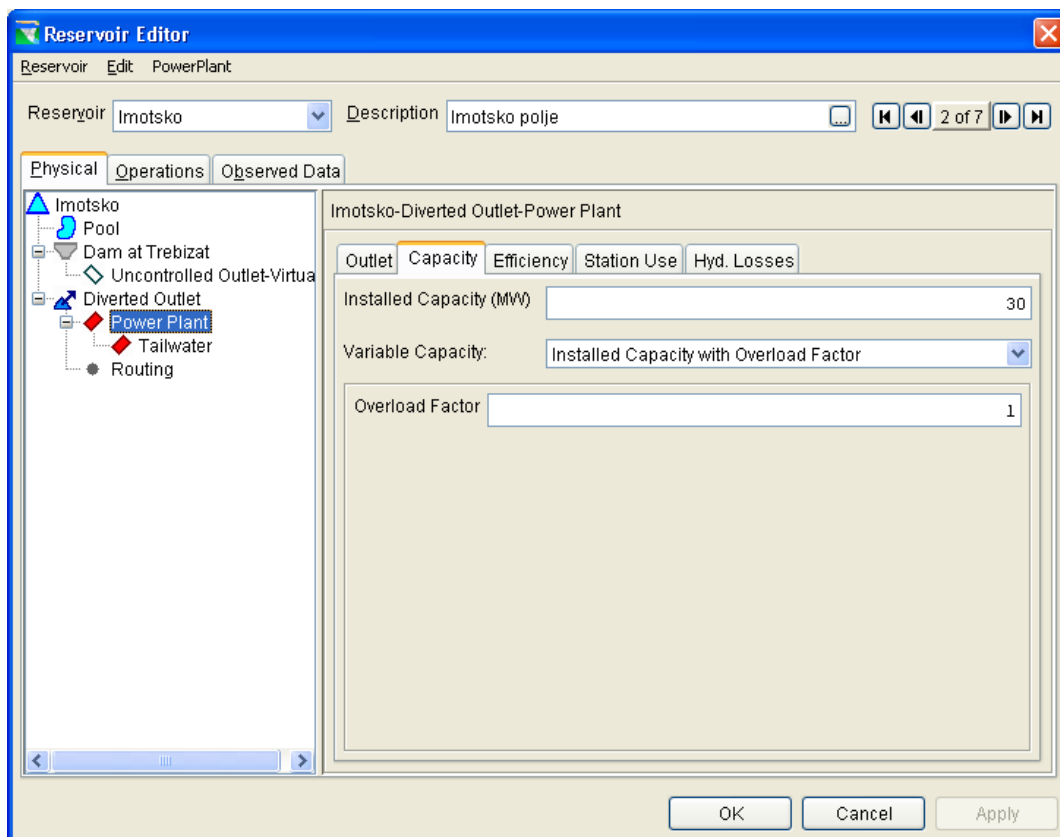 Reservoir Editor
Reservoir Edit PowerPlant
Reservoir Imotsko Description Imotsko polje ... 2 of 7
Physical Operations Observed Data
Imotsko
Pool
Dam at Trebizat
Uncontrolled Outlet-Virtua
Diverted Outlet
Power Plant
Tailwater
Routing
Imotsko-Diverted Outlet-Power Plant
Outlet Capacity Efficiency Station Use Hyd. Losses
Installed Capacity (MW) 30
Variable Capacity: Installed Capacity with Overload Factor
Overload Factor 1
OK Cancel Apply